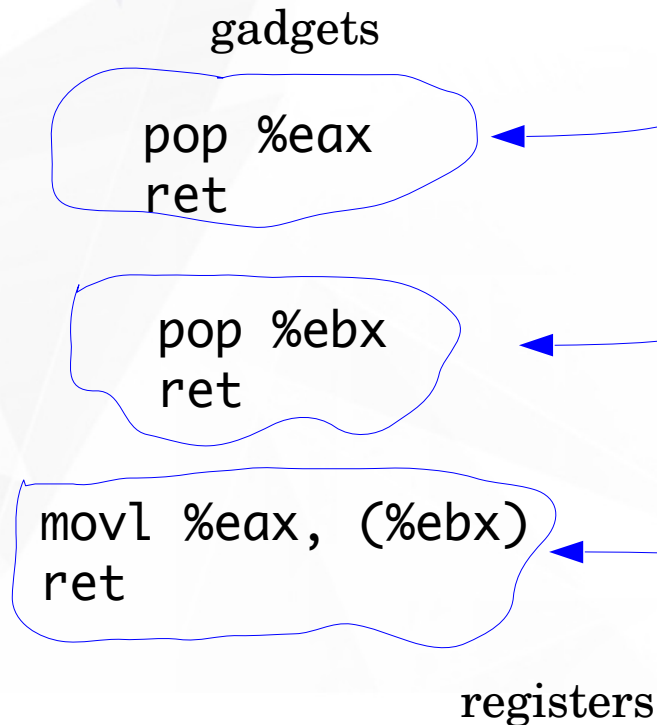 gadgets
pop %eax
ret
pop %ebx
ret
movl %eax, (%ebx)
ret
registers